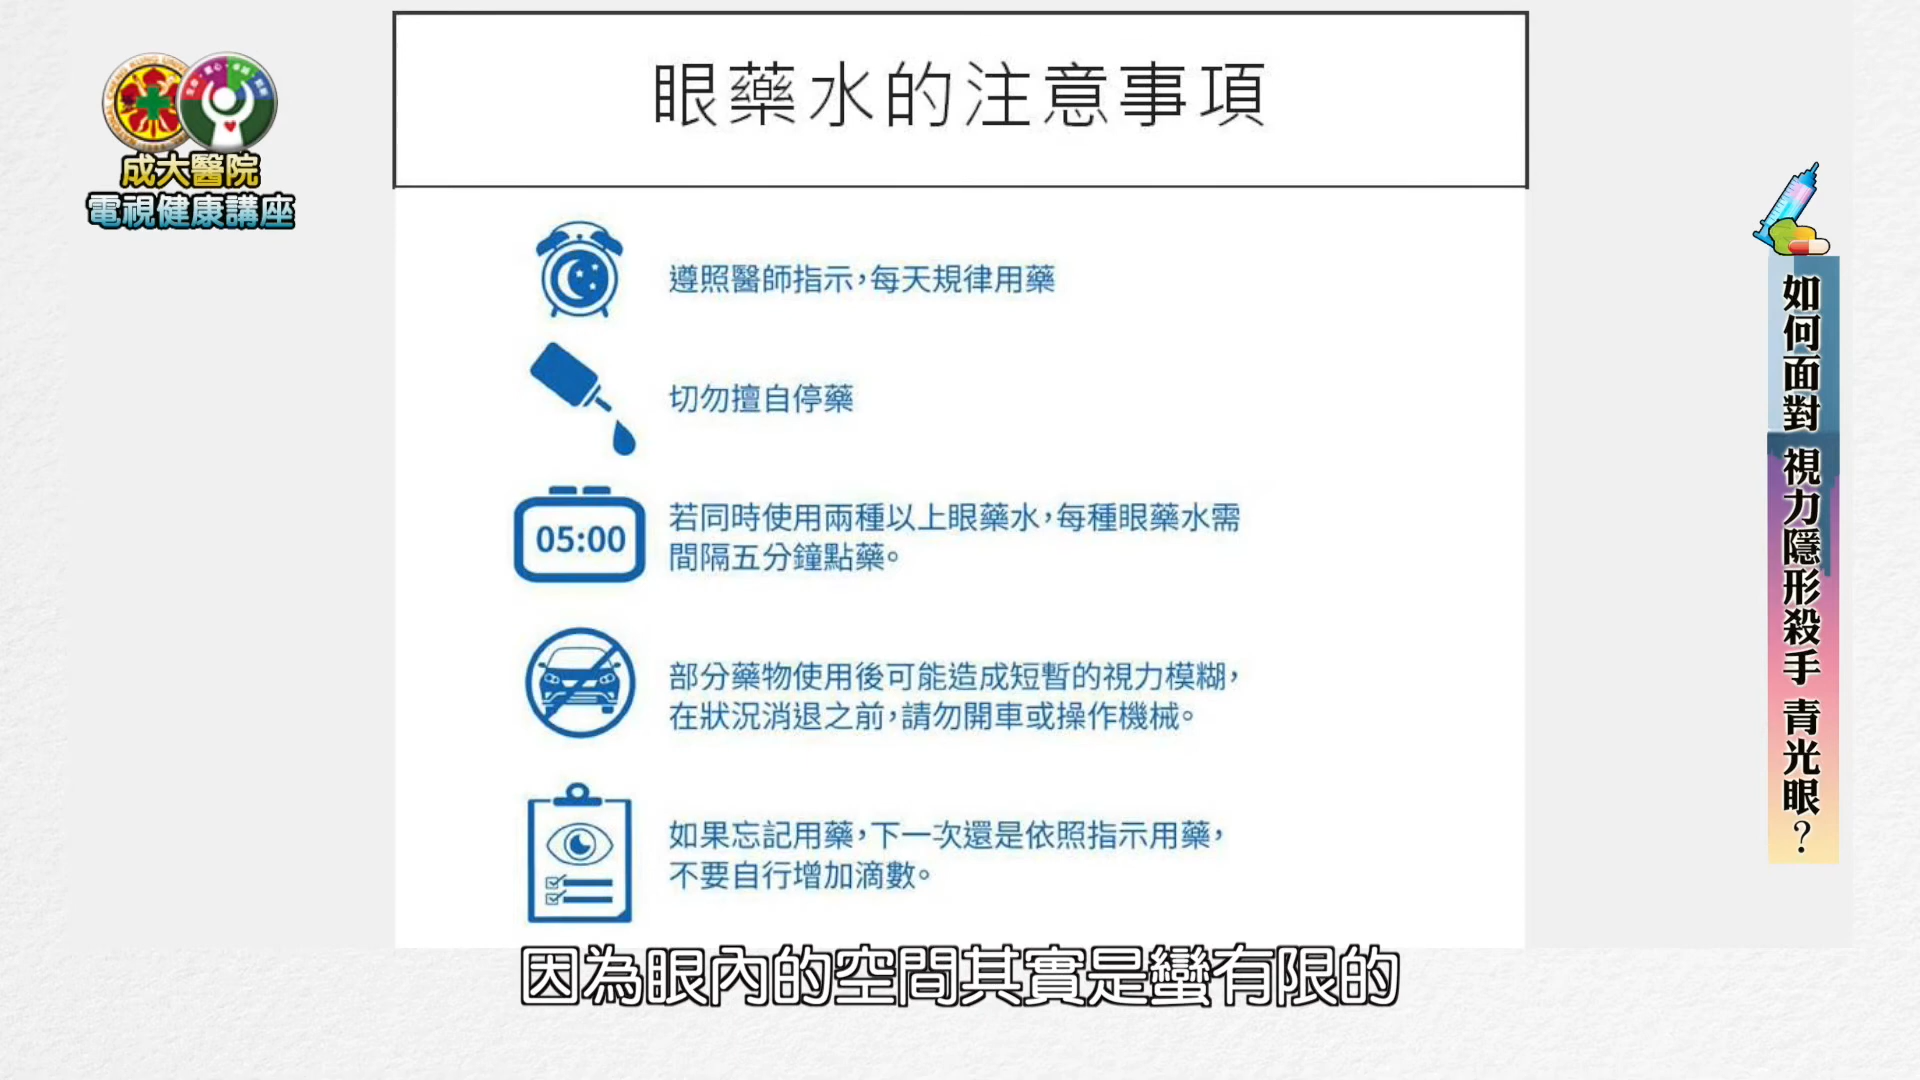 眼藥水的注意事項
成大醫院
電視健康講座
遵照醫師指示,每天規律用藥
切勿擅自停藥
05:00
若同時使用兩種以上眼藥水,每種眼藥水需
間隔五分鐘點藥。
部分藥物使用後可能造成短暫的視力模糊,
在狀況消退之前,請勿開車或操作機械。
如果忘記用藥,下一次還是依照指示用藥,
不要自行增加滴數。
如何面對 視力隱形殺手 青光眼?
因為眼內的空間其實是蠻有限的